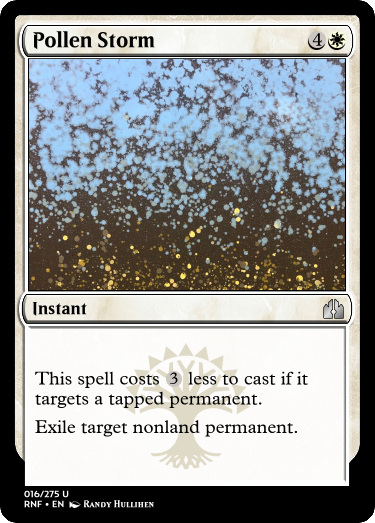 Pollen Storm 4
Instant
This spell costs 3 less to cast if it
targets a tapped permanent.
Exile target nonland permanent.
016/275 U
RNF • EN RANDY HULLIHEN